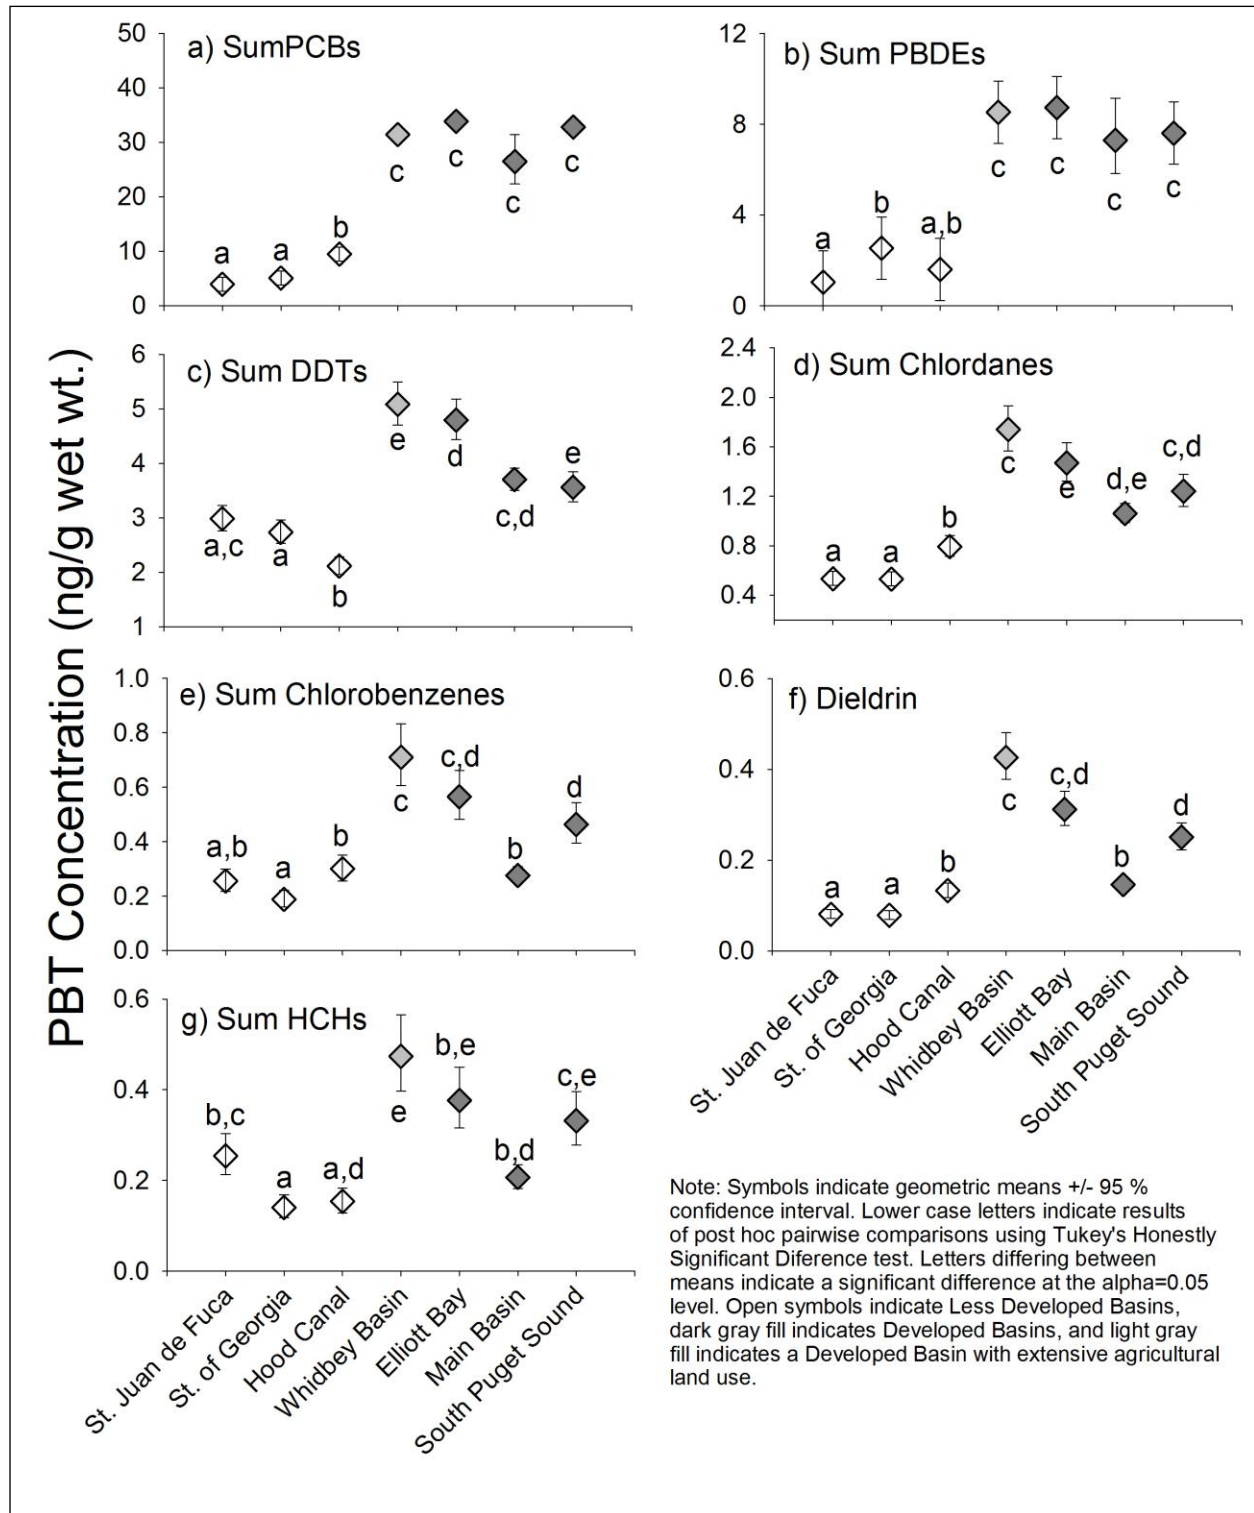 PBT Concentration (ng/g wet wt.)
a) SumPCBs
50
40
30
20
10
0
a
a
b
c
c
c
c
b) Sum PBDEs
12
8
4
0
a
b
a,b
c
c
c
c
c) Sum DDTs
6
5
4
3
2
1
a,c
a
b
e
d
c,d
e
d) Sum Chlordanes
2.4
2.0
1.6
1.2
0.8
0.4
a
a
b
c
e
d,e
c,d
e) Sum Chlorobenzenes
1.0
0.8
0.6
0.4
0.2
0.0
a,b
a
b
c
c,d
b
d
f) Dieldrin
0.6
0.4
0.2
0.0
a
a
b
c
c,d
b
d
St. Juan de Fuca
St. of Georgia
Hood Canal
Whidbey Basin
Elliott Bay
Main Basin
South Puget Sound
g) Sum HCHs
0.6
0.4
0.2
0.0
b,c
a
a,d
e
b,e
b,d
c,e
St. Juan de Fuca
St. of Georgia
Hood Canal
Whidbey Basin
Elliott Bay
Main Basin
South Puget Sound
Note: Symbols indicate geometric means +/- 95 %
confidence interval. Lower case letters indicate results
of post hoc pairwise comparisons using Tukey's Honestly
Significant Diference test. Letters differing between
means indicate a significant difference at the alpha=0.05
level. Open symbols indicate Less Developed Basins,
dark gray fill indicates Developed Basins, and light gray
fill indicates a Developed Basin with extensive agricultural
land use.